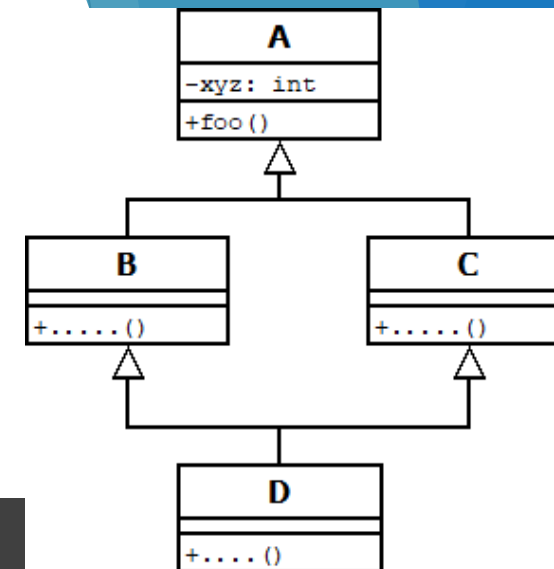 A
-xyz: int
+foo()
B
C
+.....()
+.....()
D
+....()